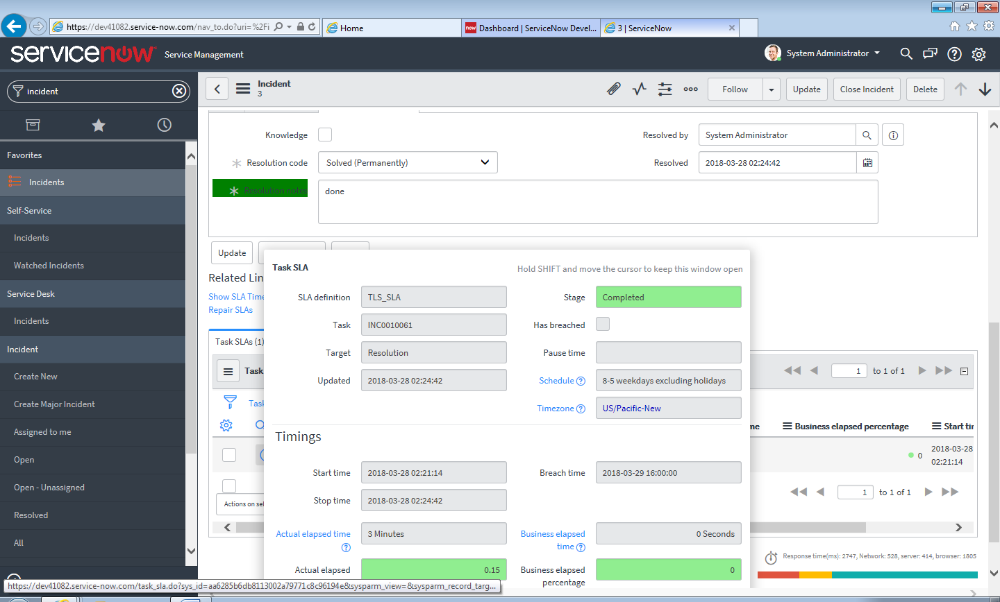 https://dev41082.service-now.com/nav_to.do?uri=%2Fi
Home
now
Dashboard | ServiceNow Devel...
3 | ServiceNow
servicenow
Service Management
System Administrator
incident
Incident
3
Follow
Update
Close Incident
Delete
Favorites
Incidents
Self-Service
Incidents
Watched Incidents
Service Desk
Incidents
Incident
Create New
Create Major Incident
Assigned to me
Open
Open - Unassigned
Resolved
All
Knowledge
Resolved by
System Administrator
Resolution code
Solved (Permanently)
Resolved
2018-03-28 02:24:42
Resolution notes
done
Update
Related Lin
Show SLA Time
Repair SLAs
Task SLAs (1)
Task
1
to 1 of 1
Task
me
Business elapsed percentage
Start tir
0
2018-03-28
02:21:14
1
to 1 of 1
Actions on sel
Task SLA
Hold SHIFT and move the cursor to keep this window open
SLA definition
TLS_SLA
Stage
Completed
Task
INC0010061
Has breached
Target
Resolution
Pause time
Updated
2018-03-28 02:24:42
Schedule
8-5 weekdays excluding holidays
Timezone
US/Pacific-New
Timings
Start time
2018-03-28 02:21:14
Breach time
2018-03-29 16:00:00
Stop time
2018-03-28 02:24:42
Actual elapsed time
3 Minutes
Business elapsed
time
0 Seconds
Actual elapsed
0.15
Business elapsed
percentage
0
Response time(ms): 2747, Network: 528, server: 414, browser: 1805
https://dev41082.service-now.com/task_sla.do?sys_id=aa6285b6db8113002a79771c8c96194e&sysparm_view=&sysparm_record_targ...